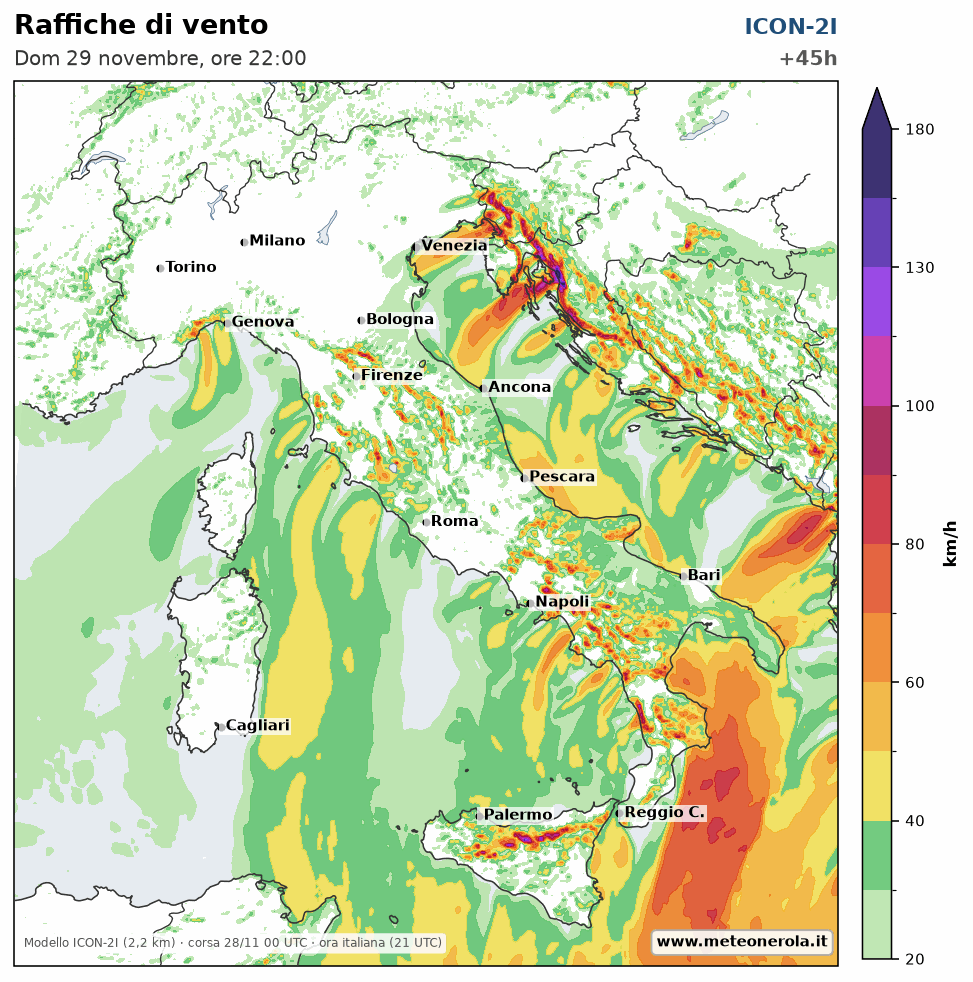 Raffiche di vento
ICON-2I
Dom 29 novembre, ore 22:00
+45h
180
Venezia
Milano
Torino
130
Genova
Bologna
Firenze
Ancona
100
Pescara
Roma
80
km/h
Bari
Napoli
60
Cagliari
Palermo
Reggio C.
40
Modello ICON-2I (2,2 km) · corsa 28/11 00 UTC · ora italiana (21 UTC)
www.meteonerola.it
20